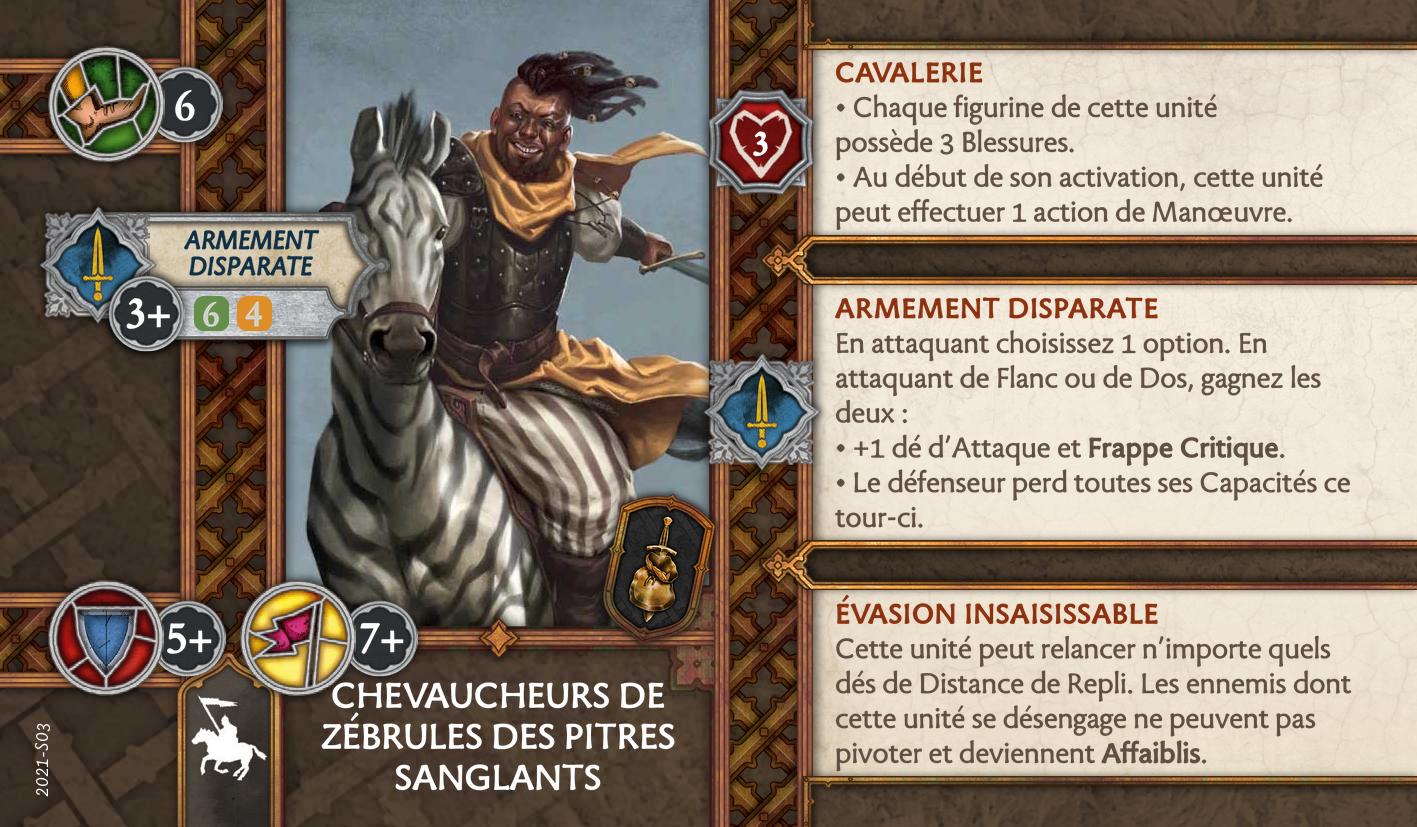 6
ARMEMENT
DISPARATE
3+
6 4
5+
7+
CHEVAUCHEURS DE
ZÉBRULES DES PITRES
SANGLANTS
2021-S03
3
CAVALERIE
• Chaque figurine de cette unité
possède 3 Blessures.
• Au début de son activation, cette unité
peut effectuer 1 action de Manœuvre.
ARMEMENT DISPARATE
En attaquant choisissez 1 option. En
attaquant de Flanc ou de Dos, gagnez les
deux :
• +1 dé d'Attaque et Frappe Critique.
• Le défenseur perd toutes ses Capacités ce
tour-ci.
ÉVASION INSAISISSABLE
Cette unité peut relancer n'importe quels
dés de Distance de Repli. Les ennemis dont
cette unité se désengage ne peuvent pas
pivoter et deviennent Affaiblis.